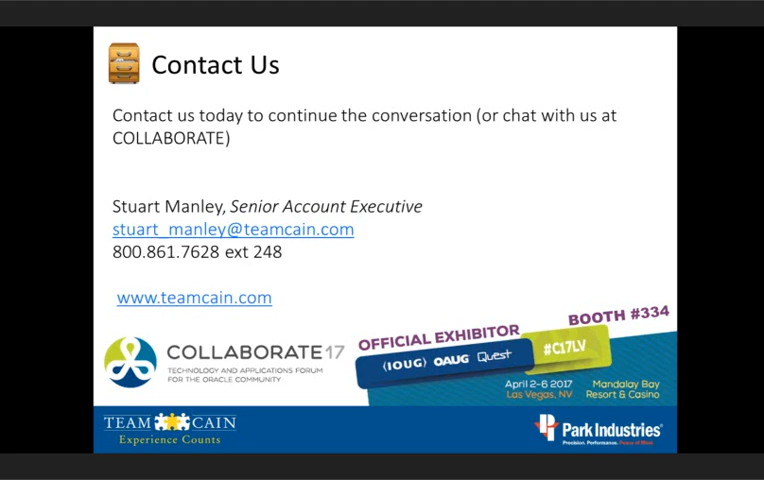 Contact Us
Contact us today to continue the conversation (or chat with us at
COLLABORATE)
Stuart Manley, Senior Account Executive
stuart_manley@teamcain.com
800.861.7628 ext 248
www.teamcain.com
COLLABORATE 17
TECHNOLOGY AND APPLICATIONS FORUM
FOR THE ORACLE COMMUNITY
OFFICIAL EXHIBITOR
BOOTH #334
(IOUG) OAUG Quest
#C17LV
April 2-6 2017
Las Vegas, NV
Mandalay Bay
Resort & Casino
TEAM CAIN
Experience Counts
Park Industries®
Precision. Performance. Peace of Mind.